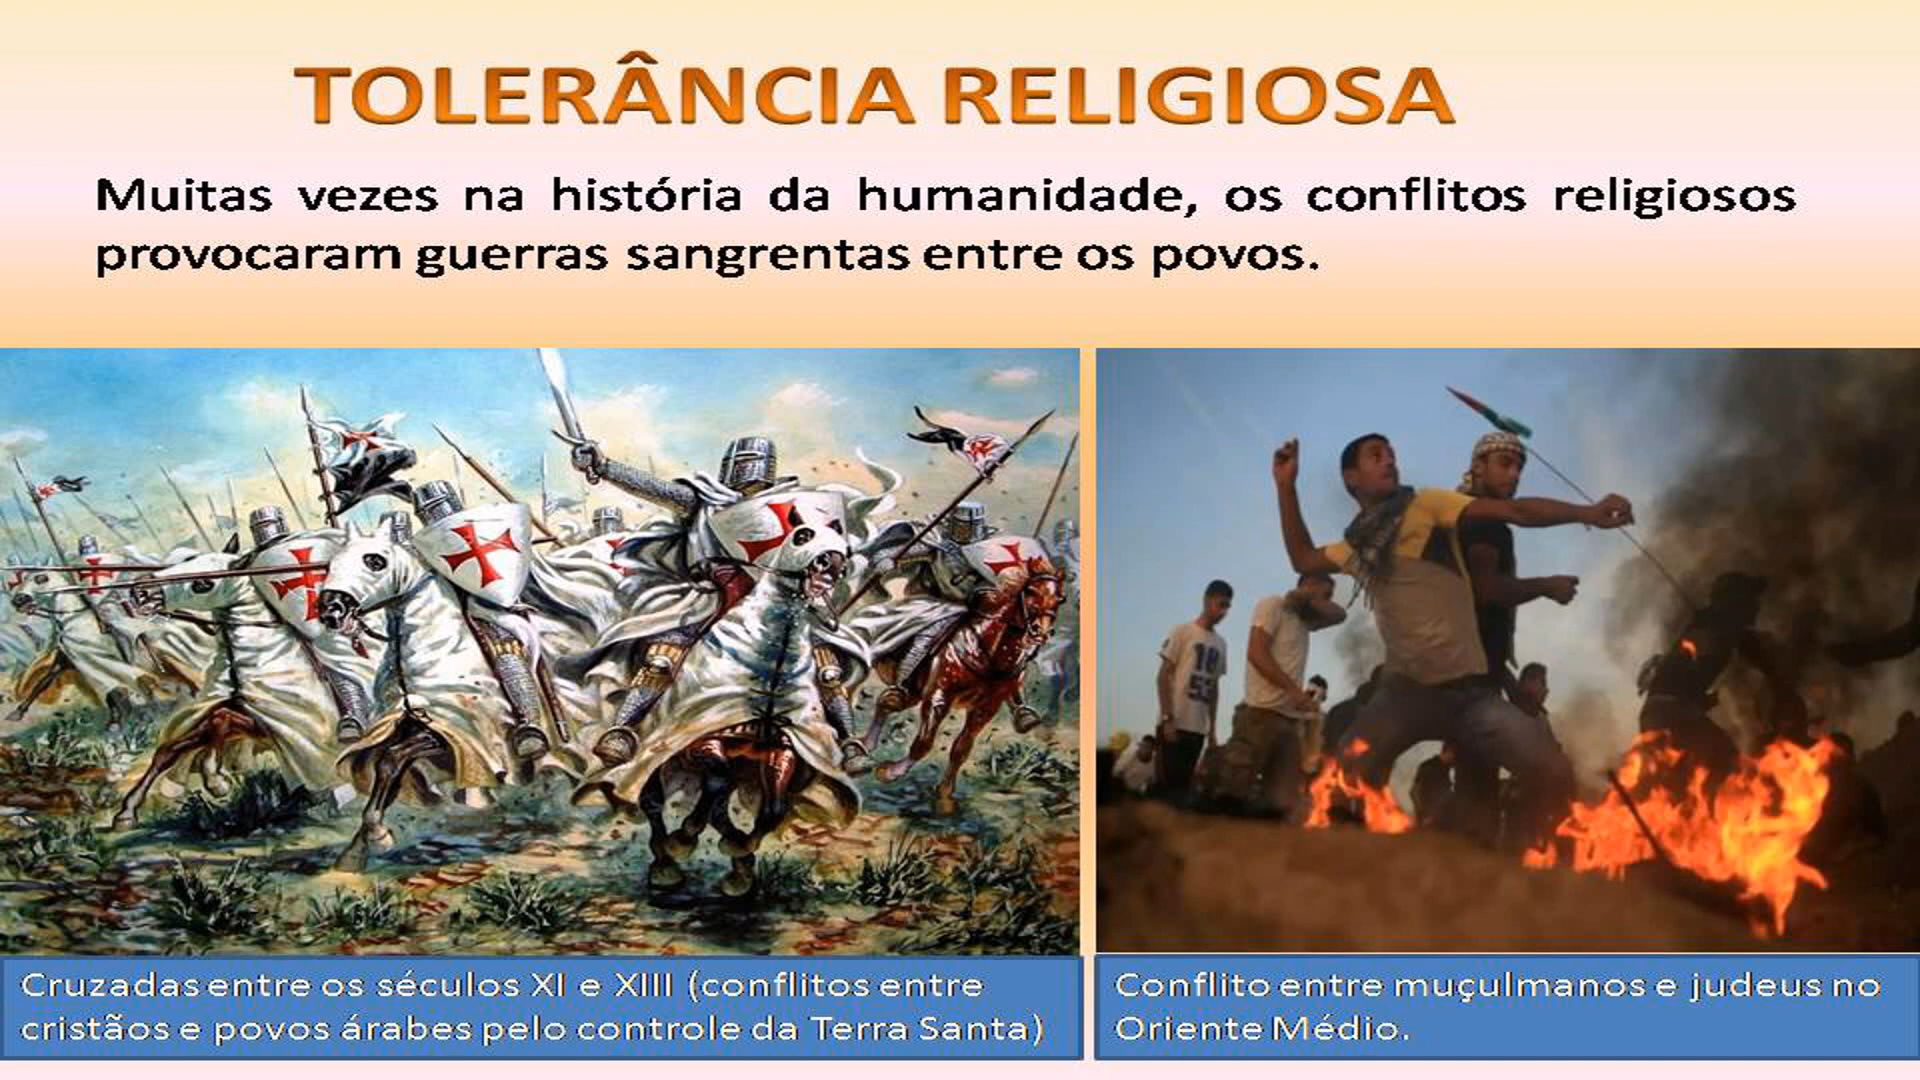 TOLERÂNCIA RELIGIOSA
Muitas vezes na história da humanidade, os conflitos religiosos
provocaram guerras sangrentas entre os povos.
18
53
Cruzadas entre os séculos XI e XIII (conflitos entre
cristãos e povos árabes pelo controle da Terra Santa)
Conflito entre muçulmanos e judeus no
Oriente Médio.